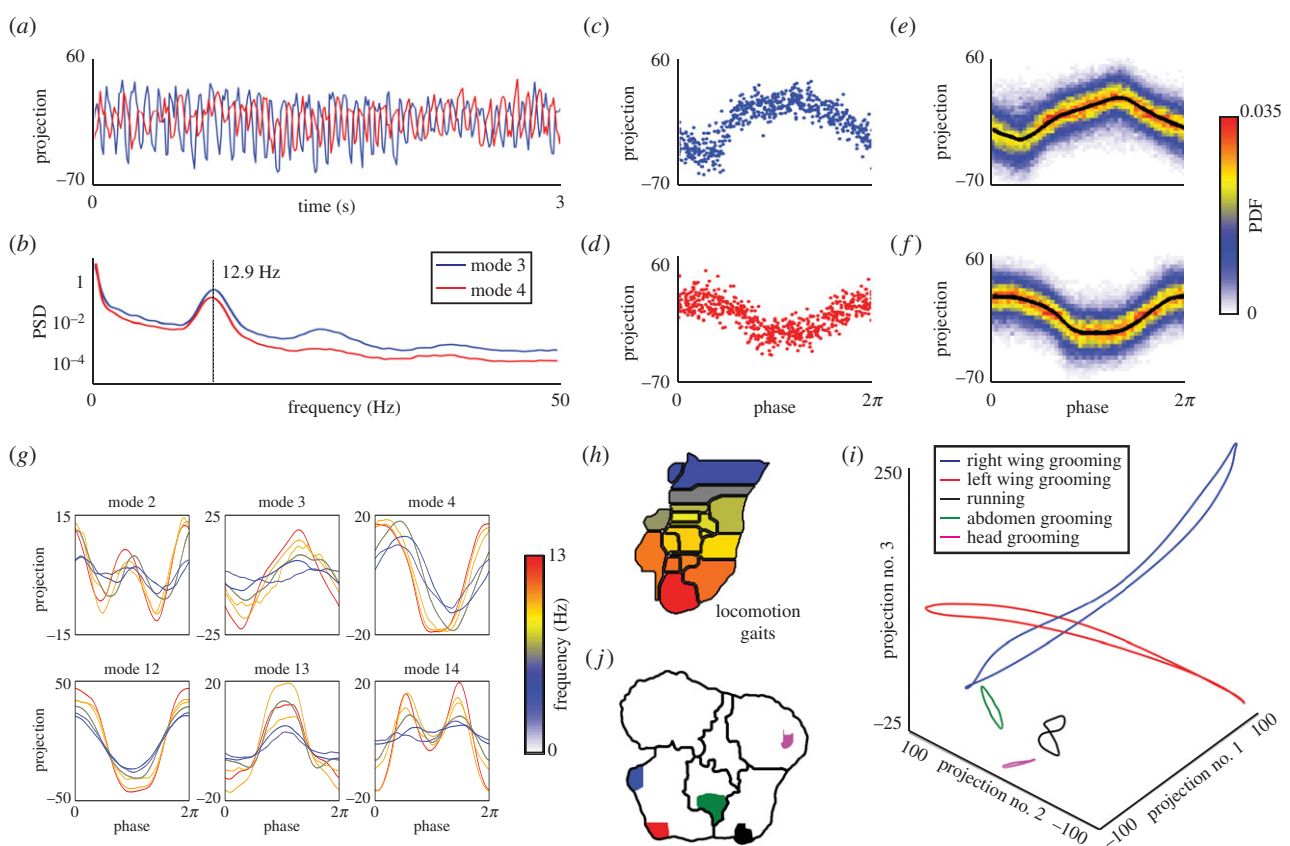 (a)
60
projection
–70
0
time (s)
3
(b)
12.9 Hz
mode 3
mode 4
1
10–2
10–4
PSD
0
frequency (Hz)
50
(c)
60
projection
–70
(d)
60
projection
–70
0
phase
2π
(e)
60
projection
–70
(f)
60
projection
–70
0
phase
2π
0.035
PDF
0
(g)
mode 2
15
projection
–15
mode 3
25
–25
mode 4
20
–20
mode 12
50
projection
–50
0
phase
2π
mode 13
20
–20
0
phase
2π
mode 14
20
–20
0
phase
2π
13
frequency (Hz)
0
(h)
locomotion
gaits
(i)
right wing grooming
left wing grooming
running
abdomen grooming
head grooming
250
projection no. 3
–25
100
projection no. 2
–100
–100
projection no. 1
100
(j)